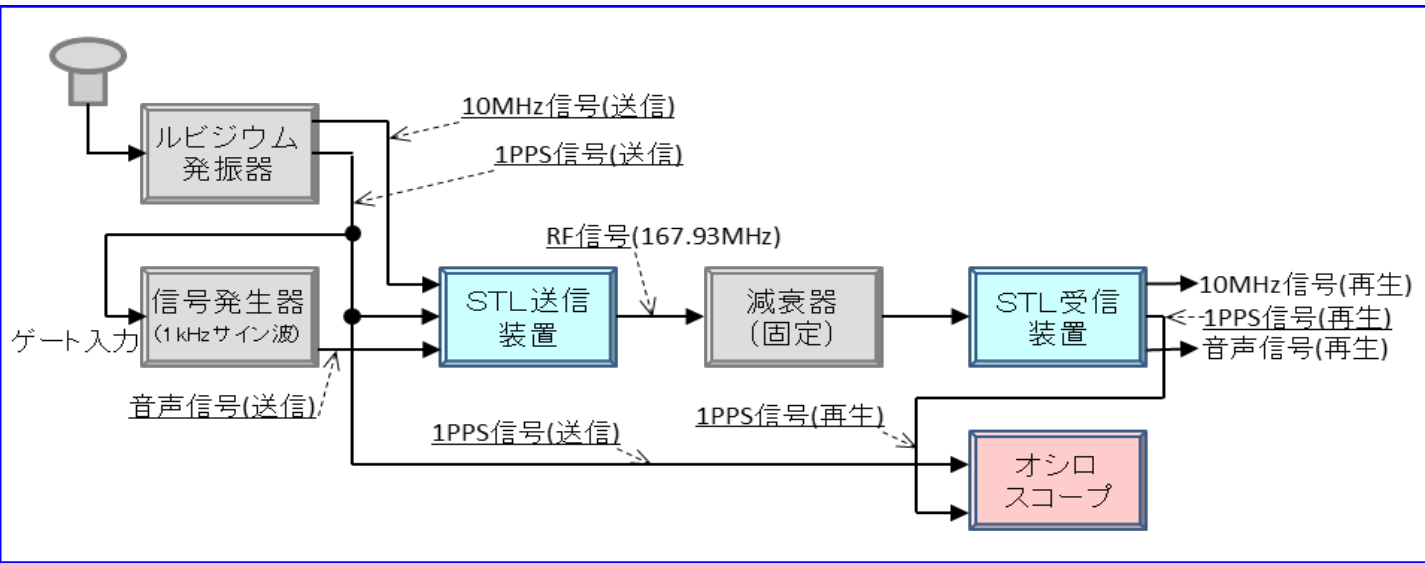 10MHz信号(送信)
1PPS信号(送信)
ルビジウム
発振器
RF信号(167.93MHz)
信号発生器
(1kHzサイン波)
ゲート入力
STL送信
装置
減衰器
(固定)
STL受信
装置
10MHz信号(再生)
1PPS信号(再生)
音声信号(再生)
音声信号(送信)
1PPS信号(送信)
1PPS信号(再生)
オシロ
スコープ